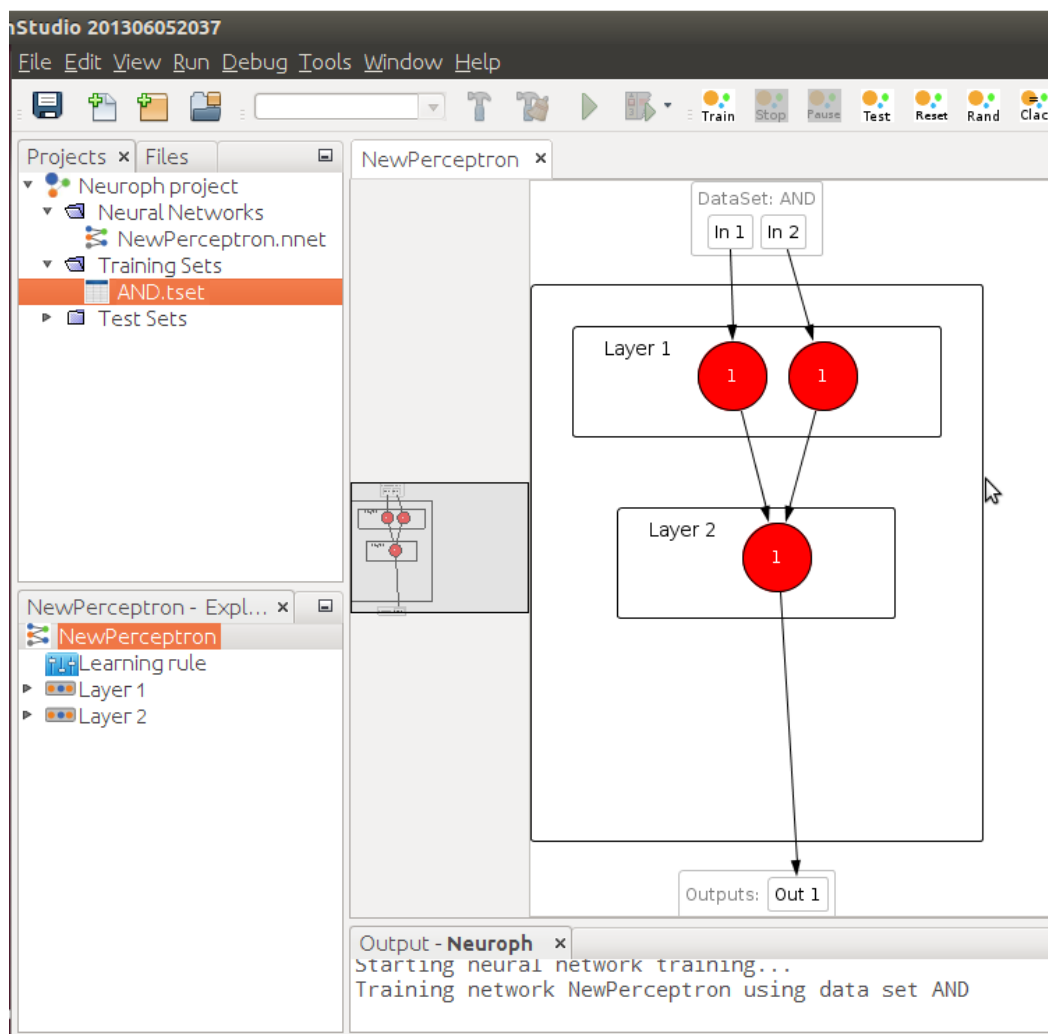 nStudio 201306052037
File Edit View Run Debug Tools Window Help
Train Stop Pause Test Reset Rand Clac
Projects Files
NewPerceptron
Neuroph project
Neural Networks
NewPerceptron.nnet
Training Sets
AND.tset
Test Sets
DataSet: AND
In 1 In 2
Layer 1
1 1
Layer 2
1
Outputs: Out 1
NewPerceptron - Expl...
NewPerceptron
Learning rule
Layer 1
Layer 2
Output - Neuroph
Starting neural network training...
Training network NewPerceptron using data set AND